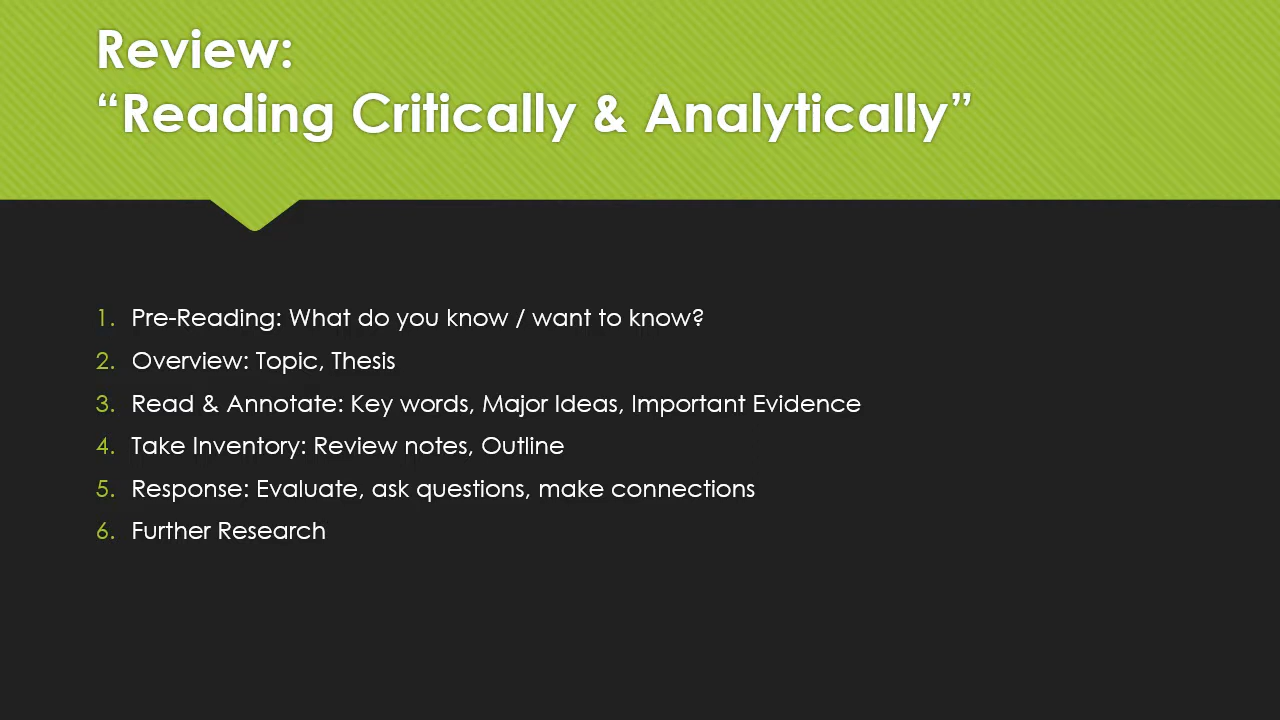 Review:
“Reading Critically & Analytically”
1. Pre-Reading: What do you know / want to know?
2. Overview: Topic, Thesis
3. Read & Annotate: Key words, Major Ideas, Important Evidence
4. Take Inventory: Review notes, Outline
5. Response: Evaluate, ask questions, make connections
6. Further Research